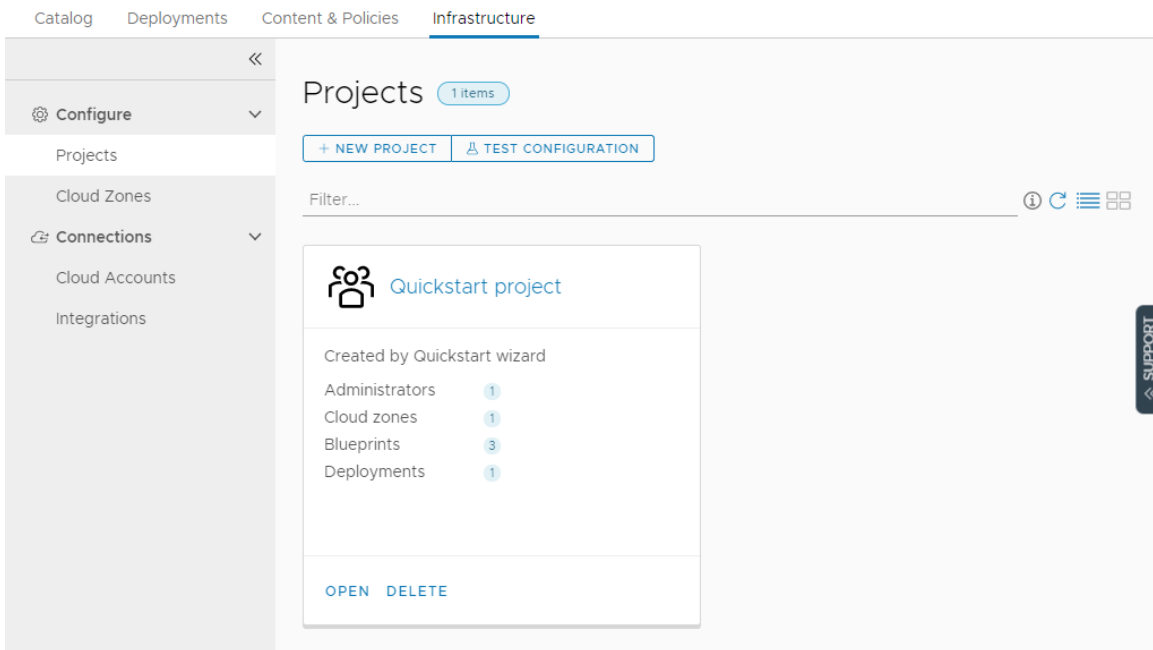 Catalog Deployments Content & Policies Infrastructure
Configure
Projects
Cloud Zones
Connections
Cloud Accounts
Integrations
Projects 1 items
+ NEW PROJECT TEST CONFIGURATION
Filter...
Quickstart project
Created by Quickstart wizard
Administrators 1
Cloud zones 1
Blueprints 3
Deployments 1
OPEN DELETE
SUPPORT